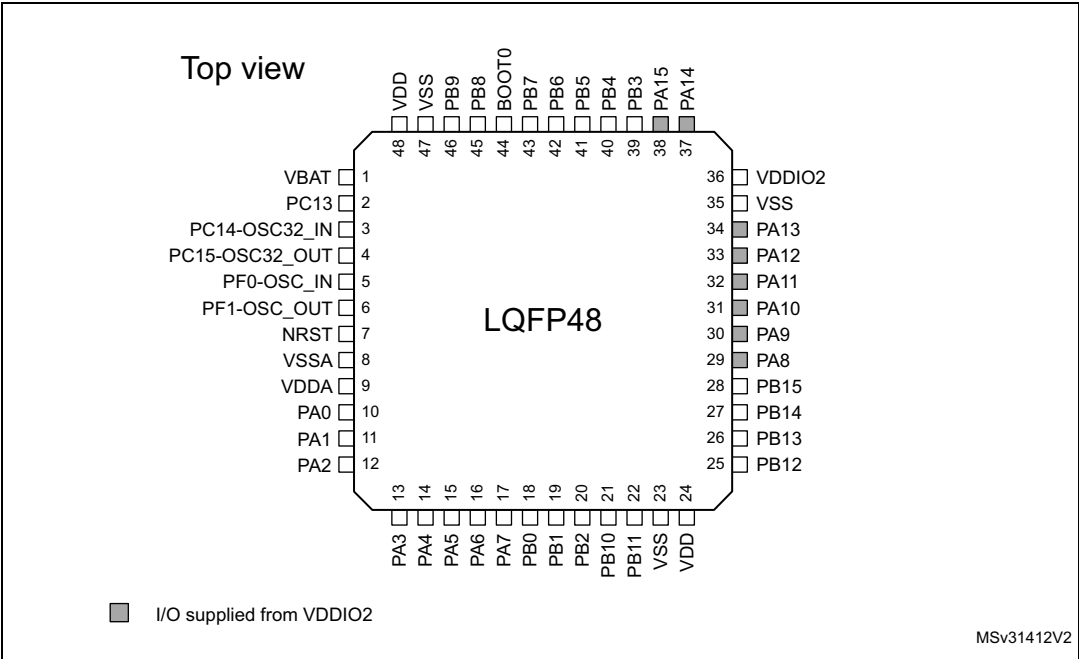 Top view
VDD
VSS
PB9
PB8
BOOT0
PB7
PB6
PB5
PB4
PB3
PA15
PA14
48
47
46
45
44
43
42
41
40
39
38
37
VBAT 1
PC13 2
PC14-OSC32_IN 3
PC15-OSC32_OUT 4
PF0-OSC_IN 5
PF1-OSC_OUT 6
NRST 7
VSSA 8
VDDA 9
PA0 10
PA1 11
PA2 12
LQFP48
36 VDDIO2
35 VSS
34 PA13
33 PA12
32 PA11
31 PA10
30 PA9
29 PA8
28 PB15
27 PB14
26 PB13
25 PB12
13
14
15
16
17
18
19
20
21
22
23
24
PA3
PA4
PA5
PA6
PA7
PB0
PB1
PB2
PB10
PB11
VSS
VDD
I/O supplied from VDDIO2
MSv31412V2